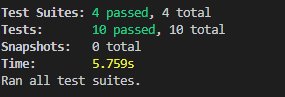 Test Suites: 4 passed, 4 total
Tests: 10 passed, 10 total
Snapshots: 0 total
Time: 5.759s
Ran all test suites.